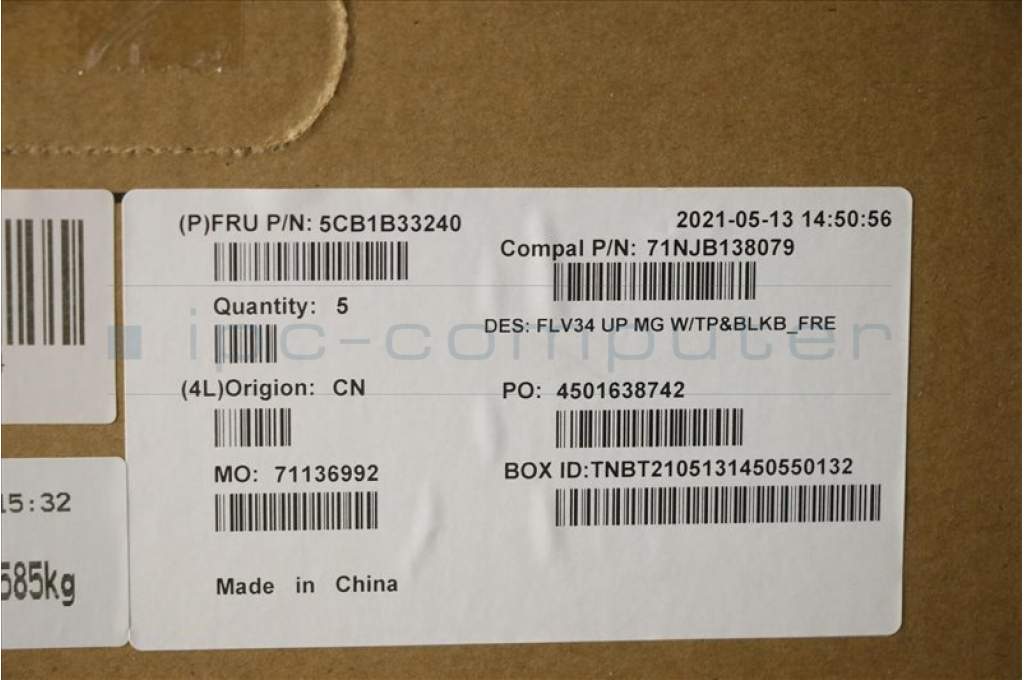 (P)FRU P/N: 5CB1B33240
2021-05-13 14:50:56
Compal P/N: 71NJB138079
Quantity: 5
DES: FLV34 UP MG W/TP&BLKB_FRE
ipc-computer
(4L)Origion: CN
PO: 4501638742
MO: 71136992
BOX ID:TNBT2105131450550132
Made in China
15:32
585kg